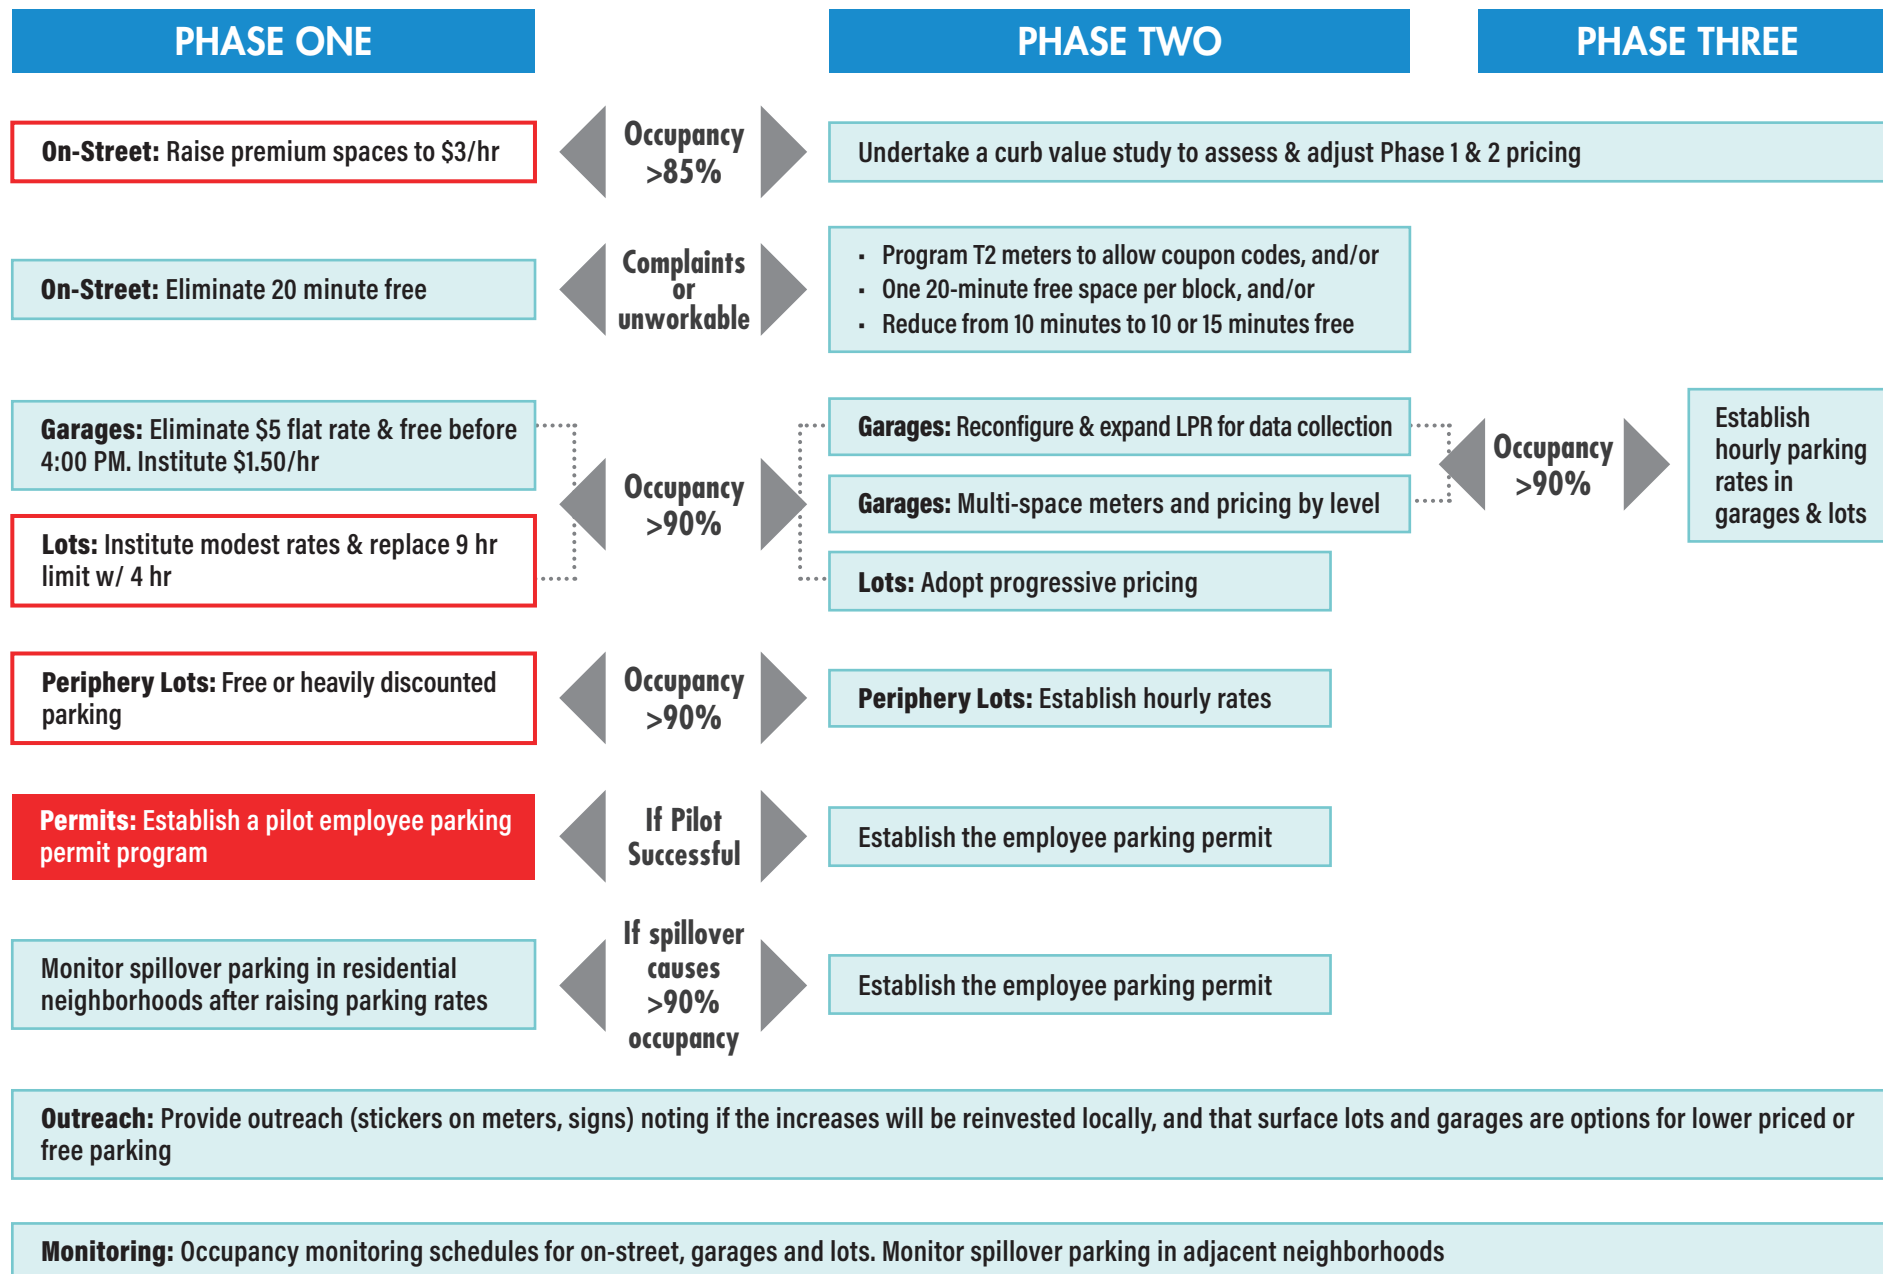 PHASE ONE
PHASE TWO
PHASE THREE
On-Street: Raise premium spaces to $3/hr
Occupancy
>85%
Undertake a curb value study to assess & adjust Phase 1 & 2 pricing
On-Street: Eliminate 20 minute free
Complaints
or
unworkable
▪ Program T2 meters to allow coupon codes, and/or
▪ One 20-minute free space per block, and/or
▪ Reduce from 10 minutes to 10 or 15 minutes free
Garages: Eliminate $5 flat rate & free before
4:00 PM. Institute $1.50/hr
Lots: Institute modest rates & replace 9 hr
limit w/ 4 hr
Occupancy
>90%
Garages: Reconfigure & expand LPR for data collection
Garages: Multi-space meters and pricing by level
Lots: Adopt progressive pricing
Occupancy
>90%
Establish
hourly parking
rates in
garages & lots
Periphery Lots: Free or heavily discounted
parking
Occupancy
>90%
Periphery Lots: Establish hourly rates
Permits: Establish a pilot employee parking
permit program
If Pilot
Successful
Establish the employee parking permit
Monitor spillover parking in residential
neighborhoods after raising parking rates
If spillover
causes
>90%
occupancy
Establish the employee parking permit
Outreach: Provide outreach (stickers on meters, signs) noting if the increases will be reinvested locally, and that surface lots and garages are options for lower priced or
free parking
Monitoring: Occupancy monitoring schedules for on-street, garages and lots. Monitor spillover parking in adjacent neighborhoods